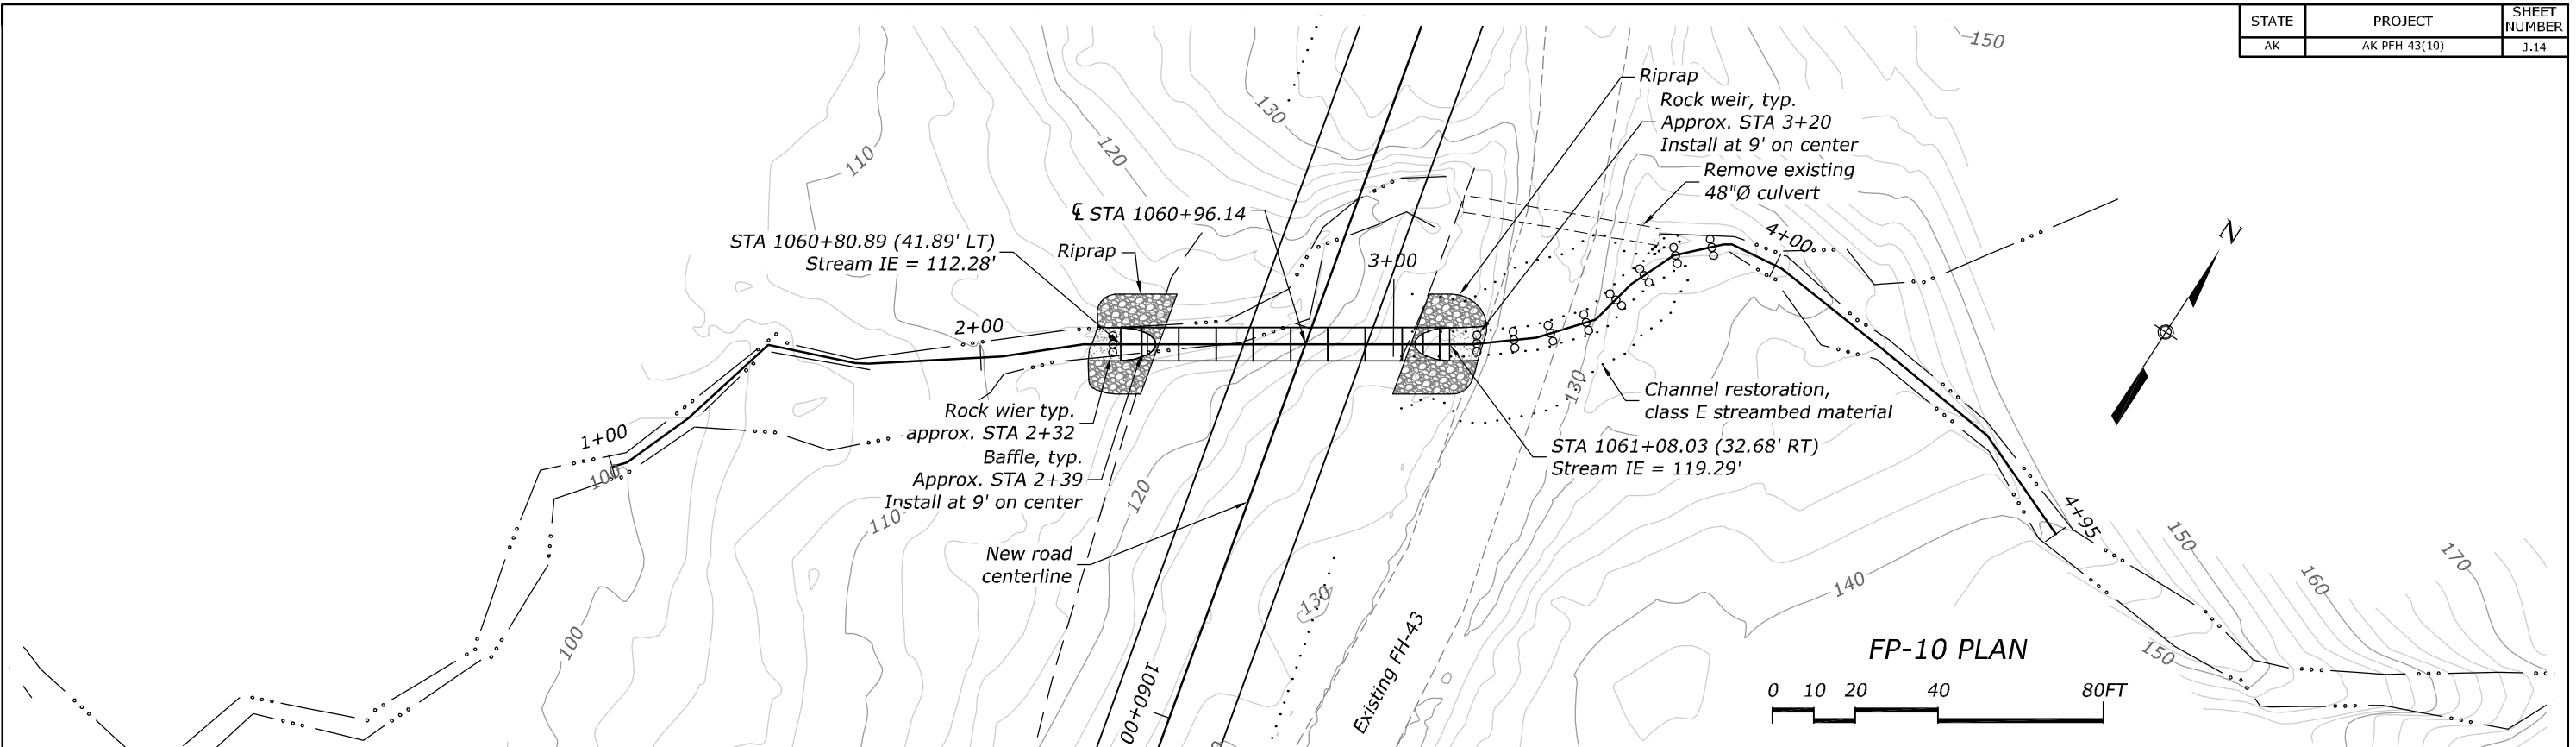 STATE PROJECT SHEET NUMBER
AK AK PFH 43(10) J.14
150
Riprap
Rock weir, typ.
Approx. STA 3+20
Install at 9' on center
Remove existing
48"Ø culvert
130
120
110
℄ STA 1060+96.14
STA 1060+80.89 (41.89' LT)
Stream IE = 112.28'
Riprap
3+00
4+00
N
2+00
1+00
100
130
Channel restoration,
class E streambed material
Rock wier typ.
approx. STA 2+32
Baffle, typ.
Approx. STA 2+39
Install at 9' on center
STA 1061+08.03 (32.68' RT)
Stream IE = 119.29'
120
110
4+95
150
160
170
New road
centerline
130
140
100
150
1060+00
Existing FH-43
FP-10 PLAN
0 10 20 40 80FT